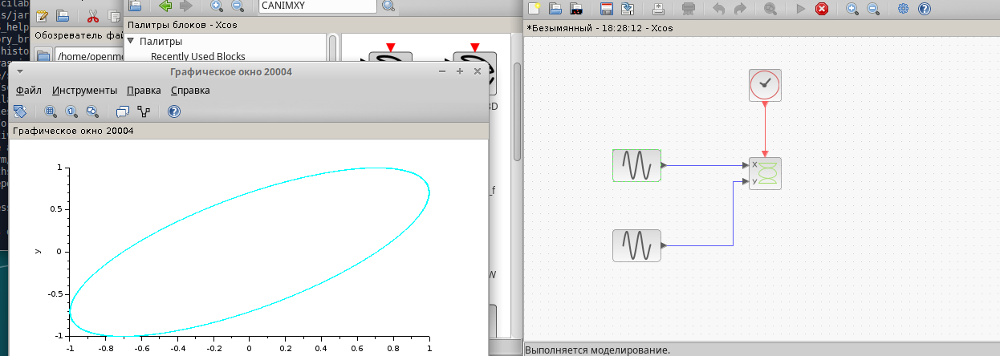 CANIMXY
Обозреватель фай
Палитры блоков - Xcos
/home/openme
Палитры
Recently Used Blocks
Графическое окно 20004
Файл Инструменты Правка Справка
Графическое окно 20004
1
0.5
0
-0.5
-1
y
-1 -0.8 -0.6 -0.4 -0.2 0 0.2 0.4 0.6 0.8 1
*Безымянный - 18:28:12 - Xcos
X
y
Выполняется моделирование.